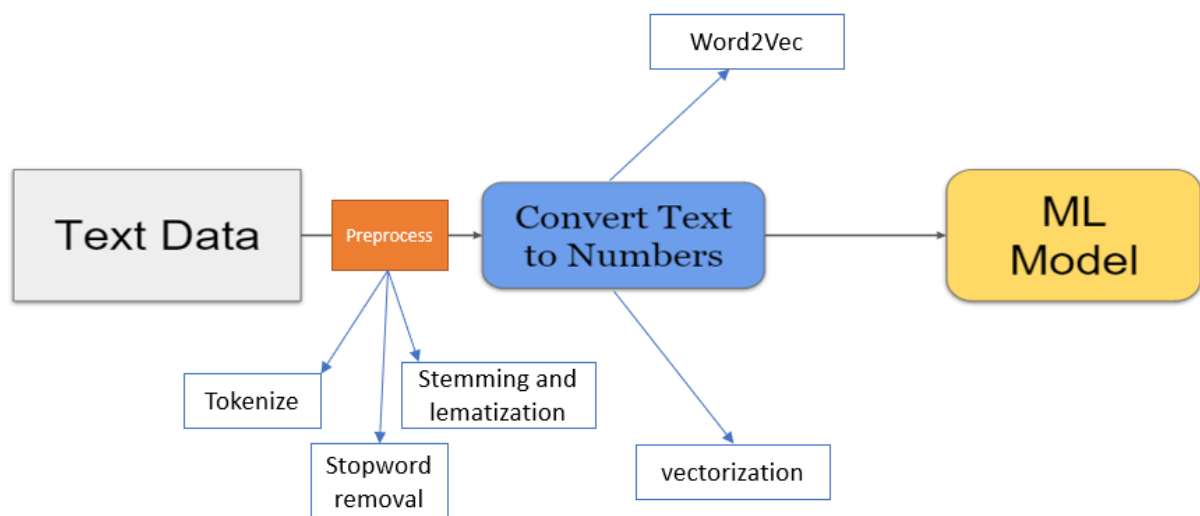 Word2Vec
Text Data
Preprocess
Convert Text
to Numbers
ML
Model
Tokenize
Stemming and
lematization
Stopword
removal
vectorization